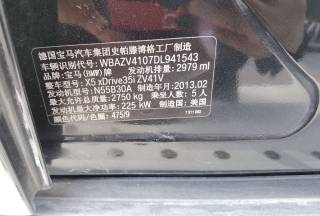 德国宝马汽车集团史帕滕博格工厂制造
车辆识别代号: WBAZV4107DL941543
品牌: 宝马(BMW)牌 发动机排量: 2979 ml
整车型号: X5 xDrive35i ZV41V
发动机型号: N55B30A 制造年月: 2013.02
最大允许总质量: 2750 kg 乘坐人数: 5 人
发动机最大净功率: 225 kW 制造国: 美国
颜色代码/色漆: 475/9